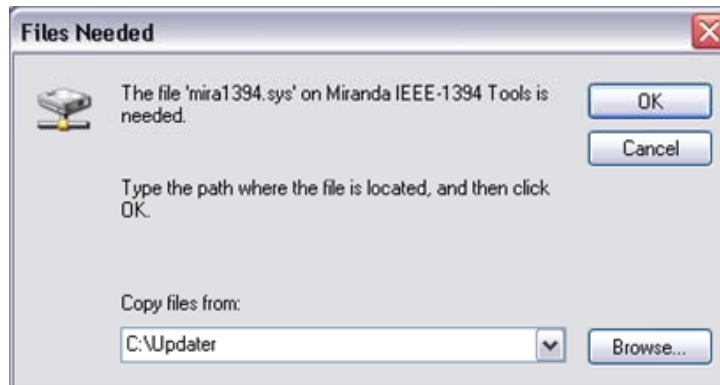 Files Needed
The file 'mira1394.sys' on Miranda IEEE-1394 Tools is
needed.
OK
Cancel
Type the path where the file is located, and then click
OK.
Copy files from:
C:\Updater
Browse...